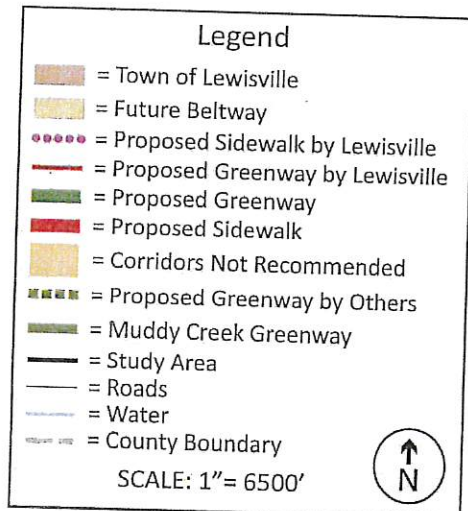 Legend
= Town of Lewisville
= Future Beltway
= Proposed Sidewalk by Lewisville
= Proposed Greenway by Lewisville
= Proposed Greenway
= Proposed Sidewalk
= Corridors Not Recommended
= Proposed Greenway by Others
= Muddy Creek Greenway
= Study Area
= Roads
= Water
= County Boundary
SCALE: 1"= 6500'
N